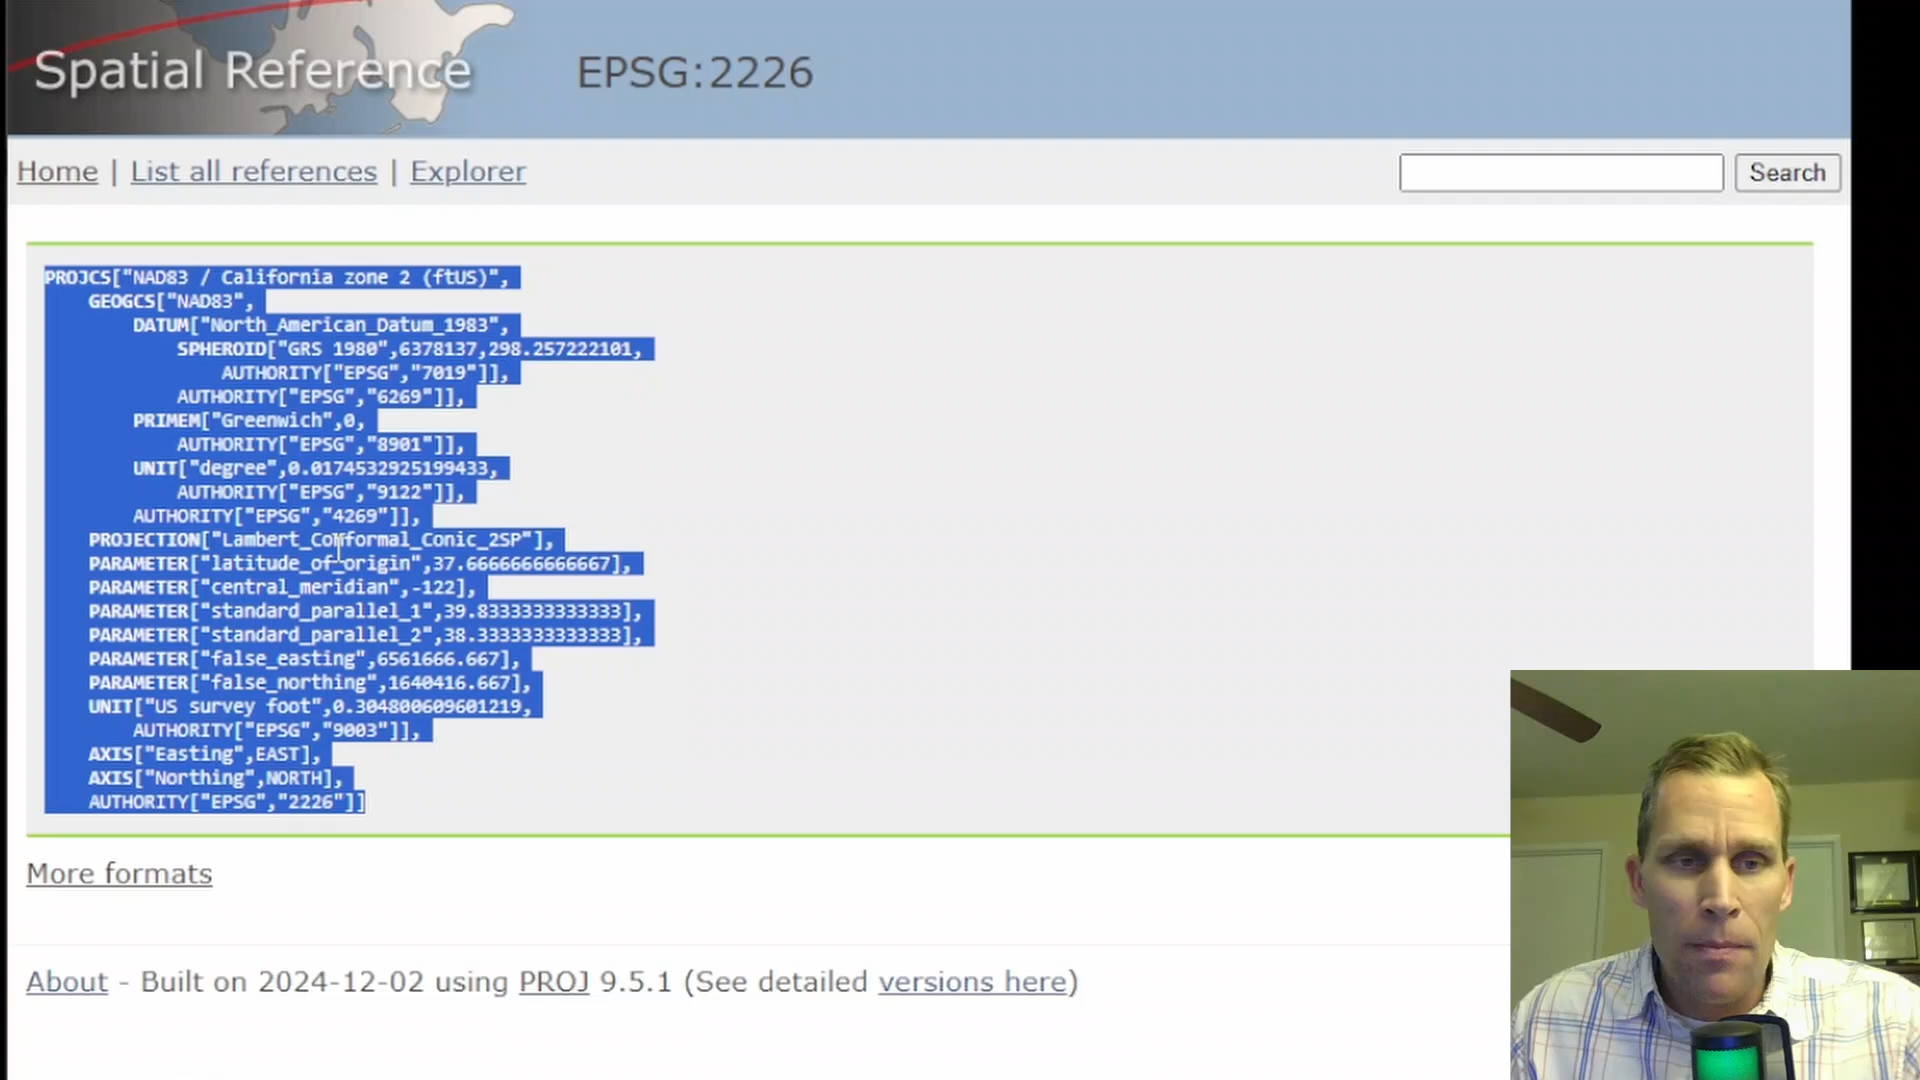 Spatial Reference
EPSG:2226
Home | List all references | Explorer
Search
PROJCS["NAD83 / California zone 2 (ftUS)",
GEOGCS["NAD83",
DATUM["North_American_Datum_1983",
SPHEROID["GRS 1980",6378137,298.257222101,
AUTHORITY["EPSG","7019"]],
AUTHORITY["EPSG","6269"]],
PRIMEM["Greenwich",0,
AUTHORITY["EPSG","8901"]],
UNIT["degree",0.0174532925199433,
AUTHORITY["EPSG","9122"]],
AUTHORITY["EPSG","4269"]],
PROJECTION["Lambert_Conformal_Conic_2SP"],
PARAMETER["latitude_of_origin",37.6666666666667],
PARAMETER["central_meridian",-122],
PARAMETER["standard_parallel_1",39.8333333333333],
PARAMETER["standard_parallel_2",38.3333333333333],
PARAMETER["false_easting",6561666.667],
PARAMETER["false_northing",1640416.667],
UNIT["US survey foot",0.304800609601219,
AUTHORITY["EPSG","9003"]],
AXIS["Easting",EAST],
AXIS["Northing",NORTH],
AUTHORITY["EPSG","2226"]]
More formats
About - Built on 2024-12-02 using PROJ 9.5.1 (See detailed versions here)